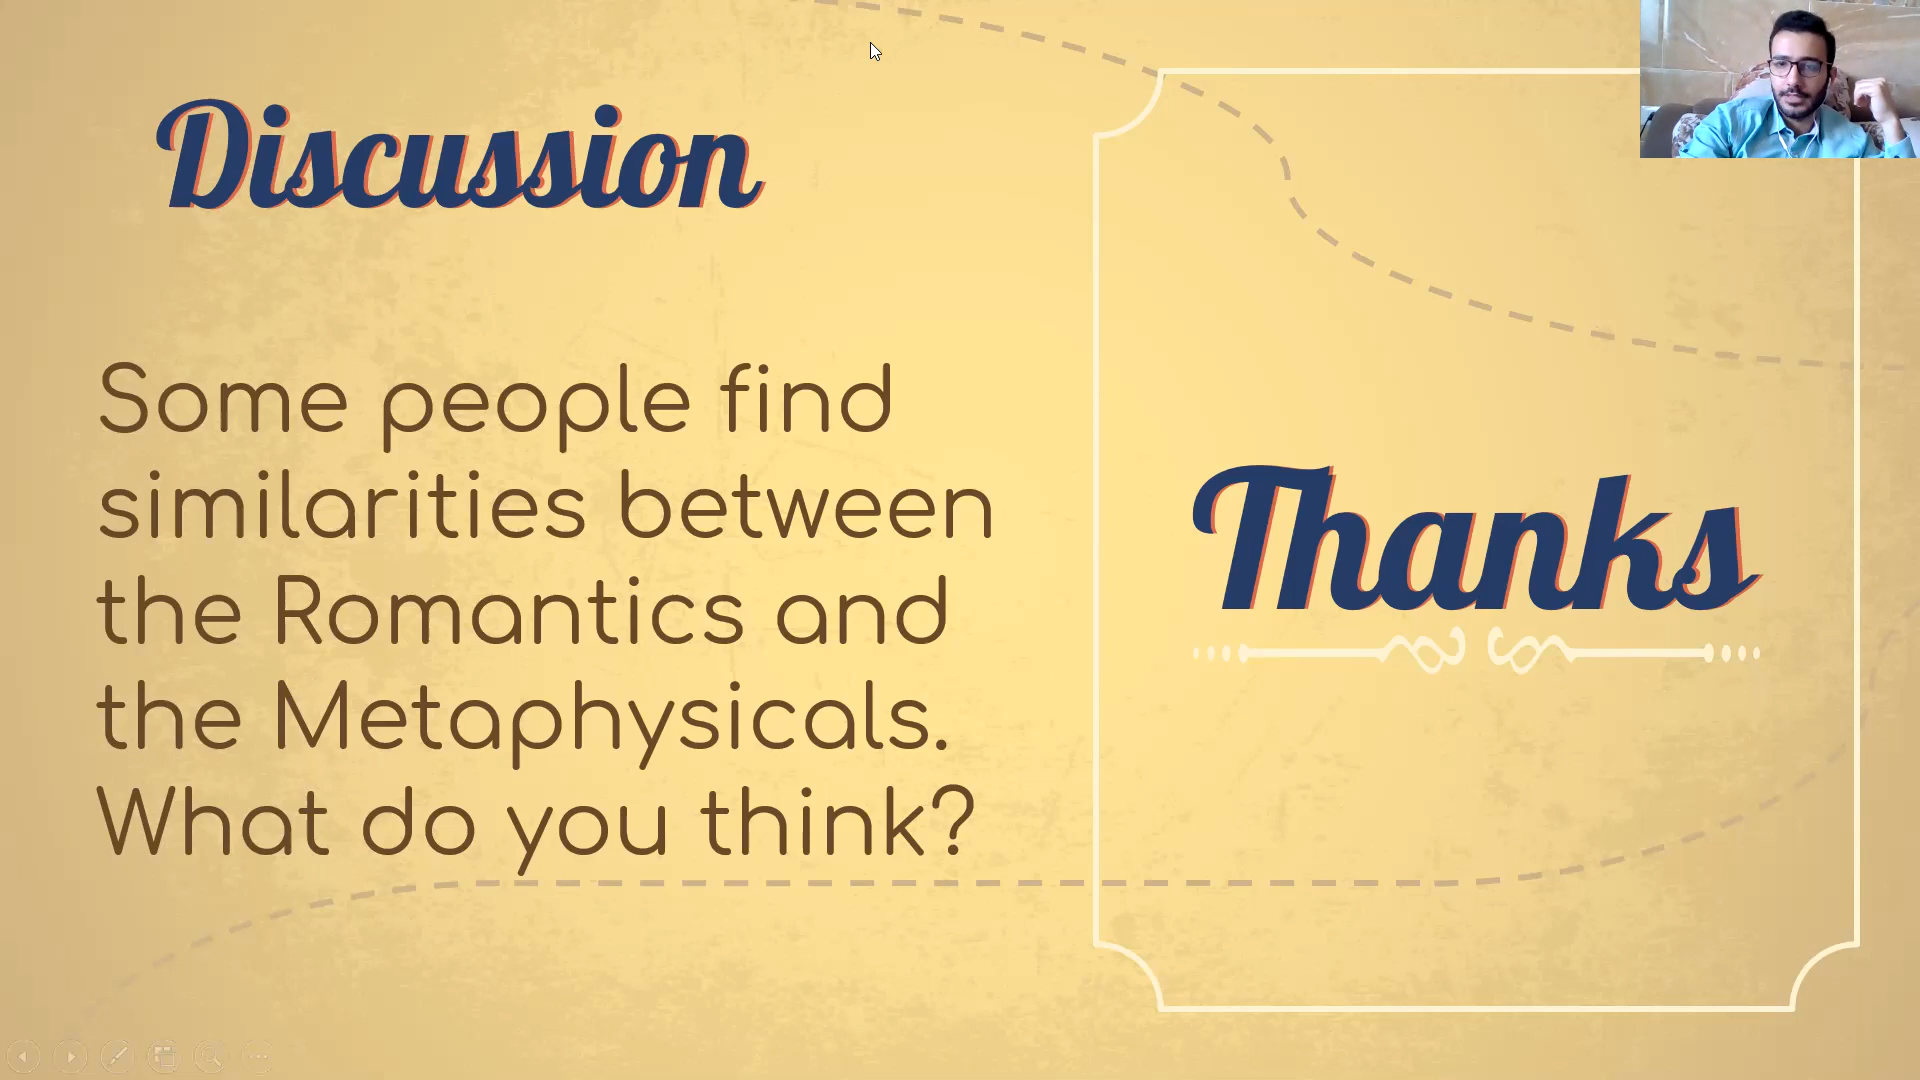 Discussion
Some people find
similarities between
the Romantics and
the Metaphysicals.
What do you think?
Thanks